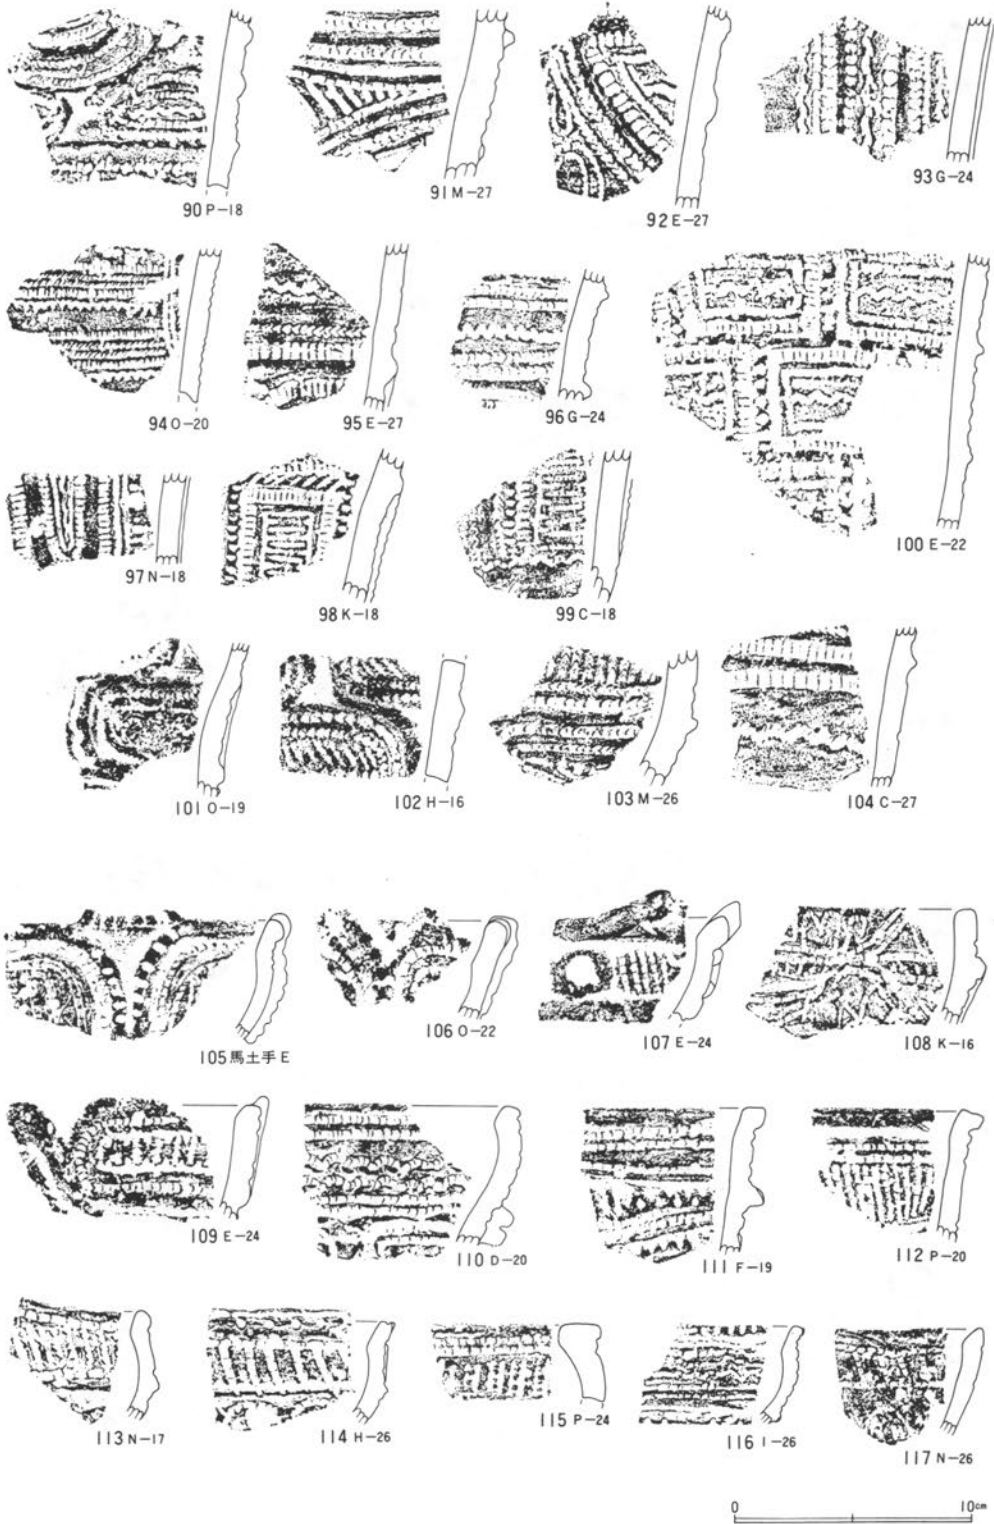 90 P-18
91 M-27
92 E-27
93 G-24
94 O-20
95 E-27
96 G-24
100 E-22
97 N-18
98 K-18
99 C-18
101 O-19
102 H-16
103 M-26
104 C-27
105 馬土手 E
106 O-22
107 E-24
108 K-16
109 E-24
110 D-20
111 F-19
112 P-20
113 N-17
114 H-26
115 P-24
116 I-26
117 N-26
0 10cm